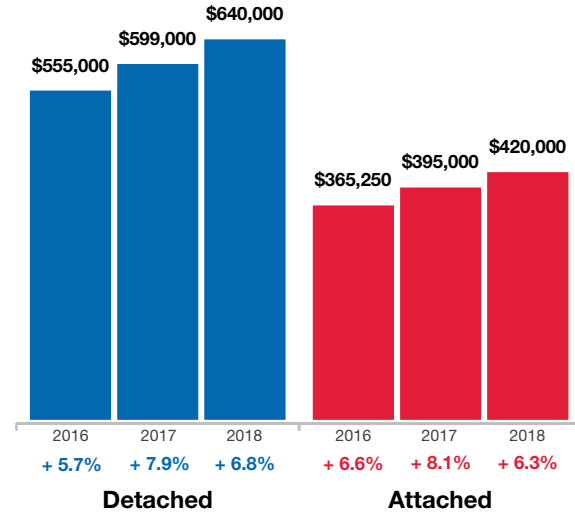 $555,000
$599,000
$640,000
$365,250
$395,000
$420,000
2016 2017 2018 2016 2017 2018
+ 5.7% + 7.9% + 6.8% + 6.6% + 8.1% + 6.3%
Detached Attached